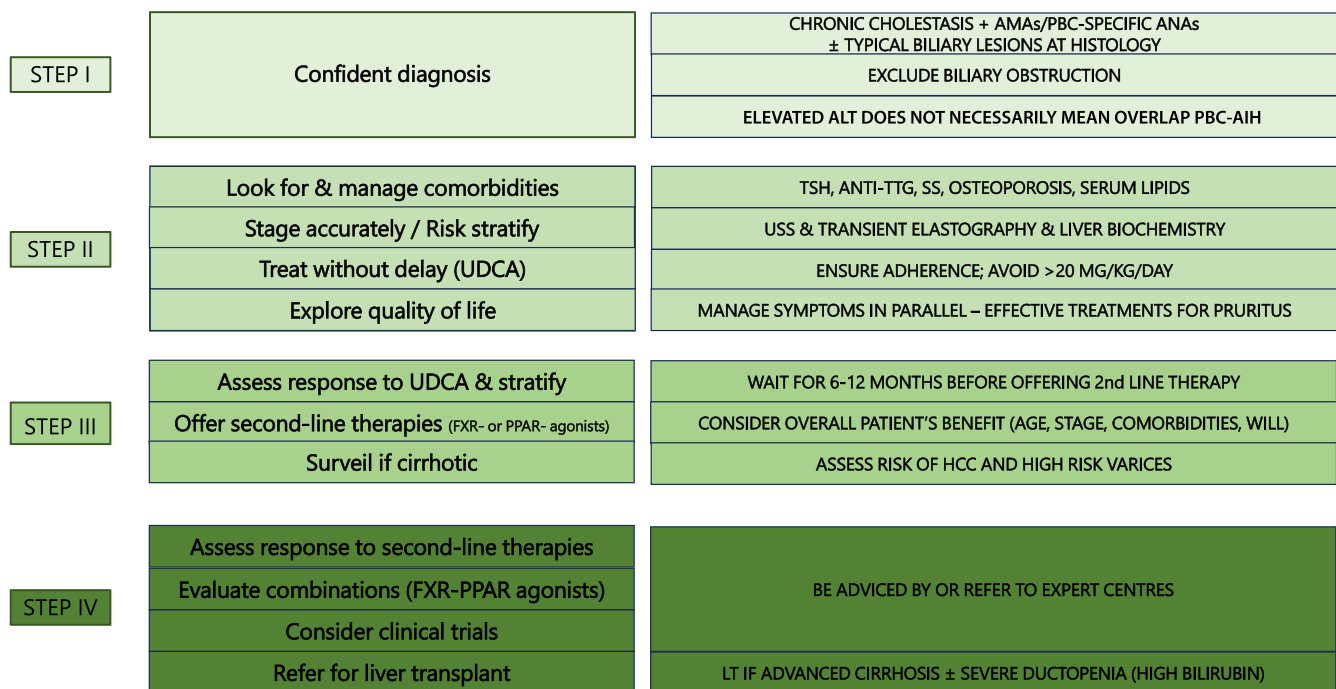 STEP I
Confident diagnosis
CHRONIC CHOLESTASIS + AMAs/PBC-SPECIFIC ANAs
± TYPICAL BILIARY LESIONS AT HISTOLOGY
EXCLUDE BILIARY OBSTRUCTION
ELEVATED ALT DOES NOT NECESSARILY MEAN OVERLAP PBC-AIH
STEP II
Look for & manage comorbidities
TSH, ANTI-TTG, SS, OSTEOPOROSIS, SERUM LIPIDS
Stage accurately / Risk stratify
USS & TRANSIENT ELASTOGRAPHY & LIVER BIOCHEMISTRY
Treat without delay (UDCA)
ENSURE ADHERENCE; AVOID >20 MG/KG/DAY
Explore quality of life
MANAGE SYMPTOMS IN PARALLEL – EFFECTIVE TREATMENTS FOR PRURITUS
STEP III
Assess response to UDCA & stratify
WAIT FOR 6-12 MONTHS BEFORE OFFERING 2nd LINE THERAPY
Offer second-line therapies (FXR- or PPAR- agonists)
CONSIDER OVERALL PATIENT'S BENEFIT (AGE, STAGE, COMORBIDITIES, WILL)
Surveil if cirrhotic
ASSESS RISK OF HCC AND HIGH RISK VARICES
STEP IV
Assess response to second-line therapies
Evaluate combinations (FXR-PPAR agonists)
Consider clinical trials
BE ADVICED BY OR REFER TO EXPERT CENTRES
Refer for liver transplant
LT IF ADVANCED CIRRHOSIS ± SEVERE DUCTOPENIA (HIGH BILIRUBIN)